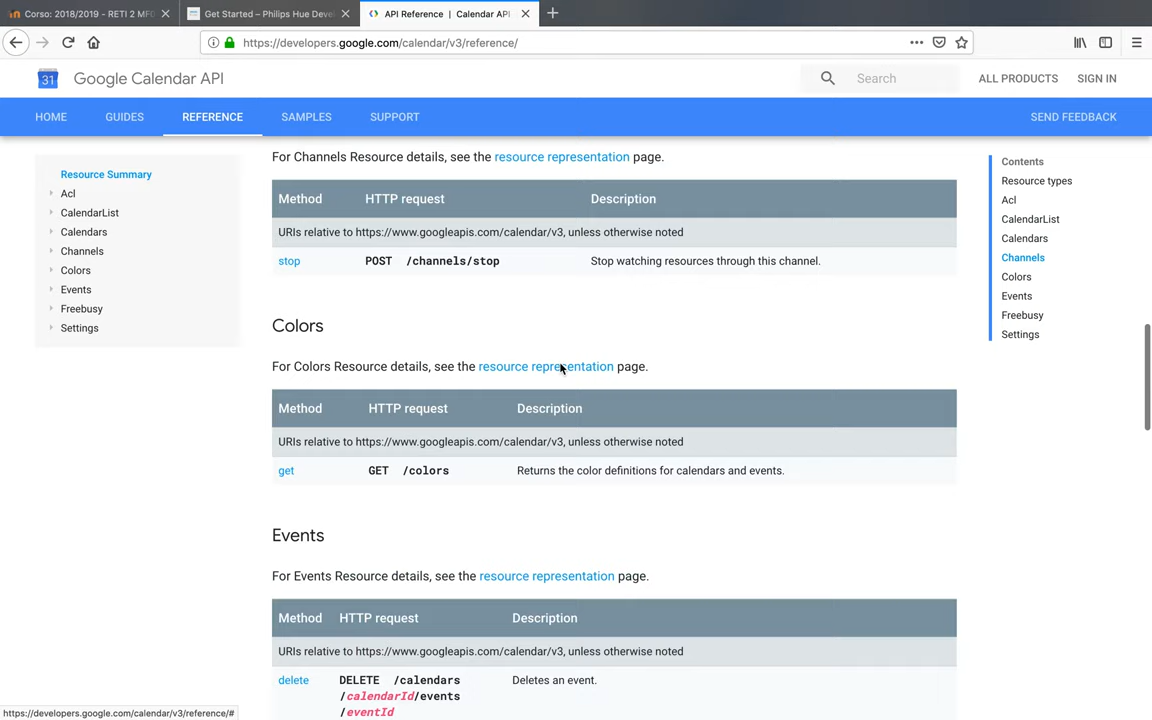 Corso: 2018/2019 - RETI 2 MFN
Get Started – Philips Hue Devel
API Reference | Calendar API
https://developers.google.com/calendar/v3/reference/
31 Google Calendar API
Search
ALL PRODUCTS
SIGN IN
HOME
GUIDES
REFERENCE
SAMPLES
SUPPORT
SEND FEEDBACK
Resource Summary
Acl
CalendarList
Calendars
Channels
Colors
Events
Freebusy
Settings
For Channels Resource details, see the resource representation page.
Method HTTP request Description
URIs relative to https://www.googleapis.com/calendar/v3, unless otherwise noted
stop POST /channels/stop Stop watching resources through this channel.
Colors
For Colors Resource details, see the resource representation page.
Method HTTP request Description
URIs relative to https://www.googleapis.com/calendar/v3, unless otherwise noted
get GET /colors Returns the color definitions for calendars and events.
Events
For Events Resource details, see the resource representation page.
Method HTTP request Description
URIs relative to https://www.googleapis.com/calendar/v3, unless otherwise noted
delete DELETE /calendars Deletes an event.
/calendarId/events
/eventId
Contents
Resource types
Acl
CalendarList
Calendars
Channels
Colors
Events
Freebusy
Settings
https://developers.google.com/calendar/v3/reference/#